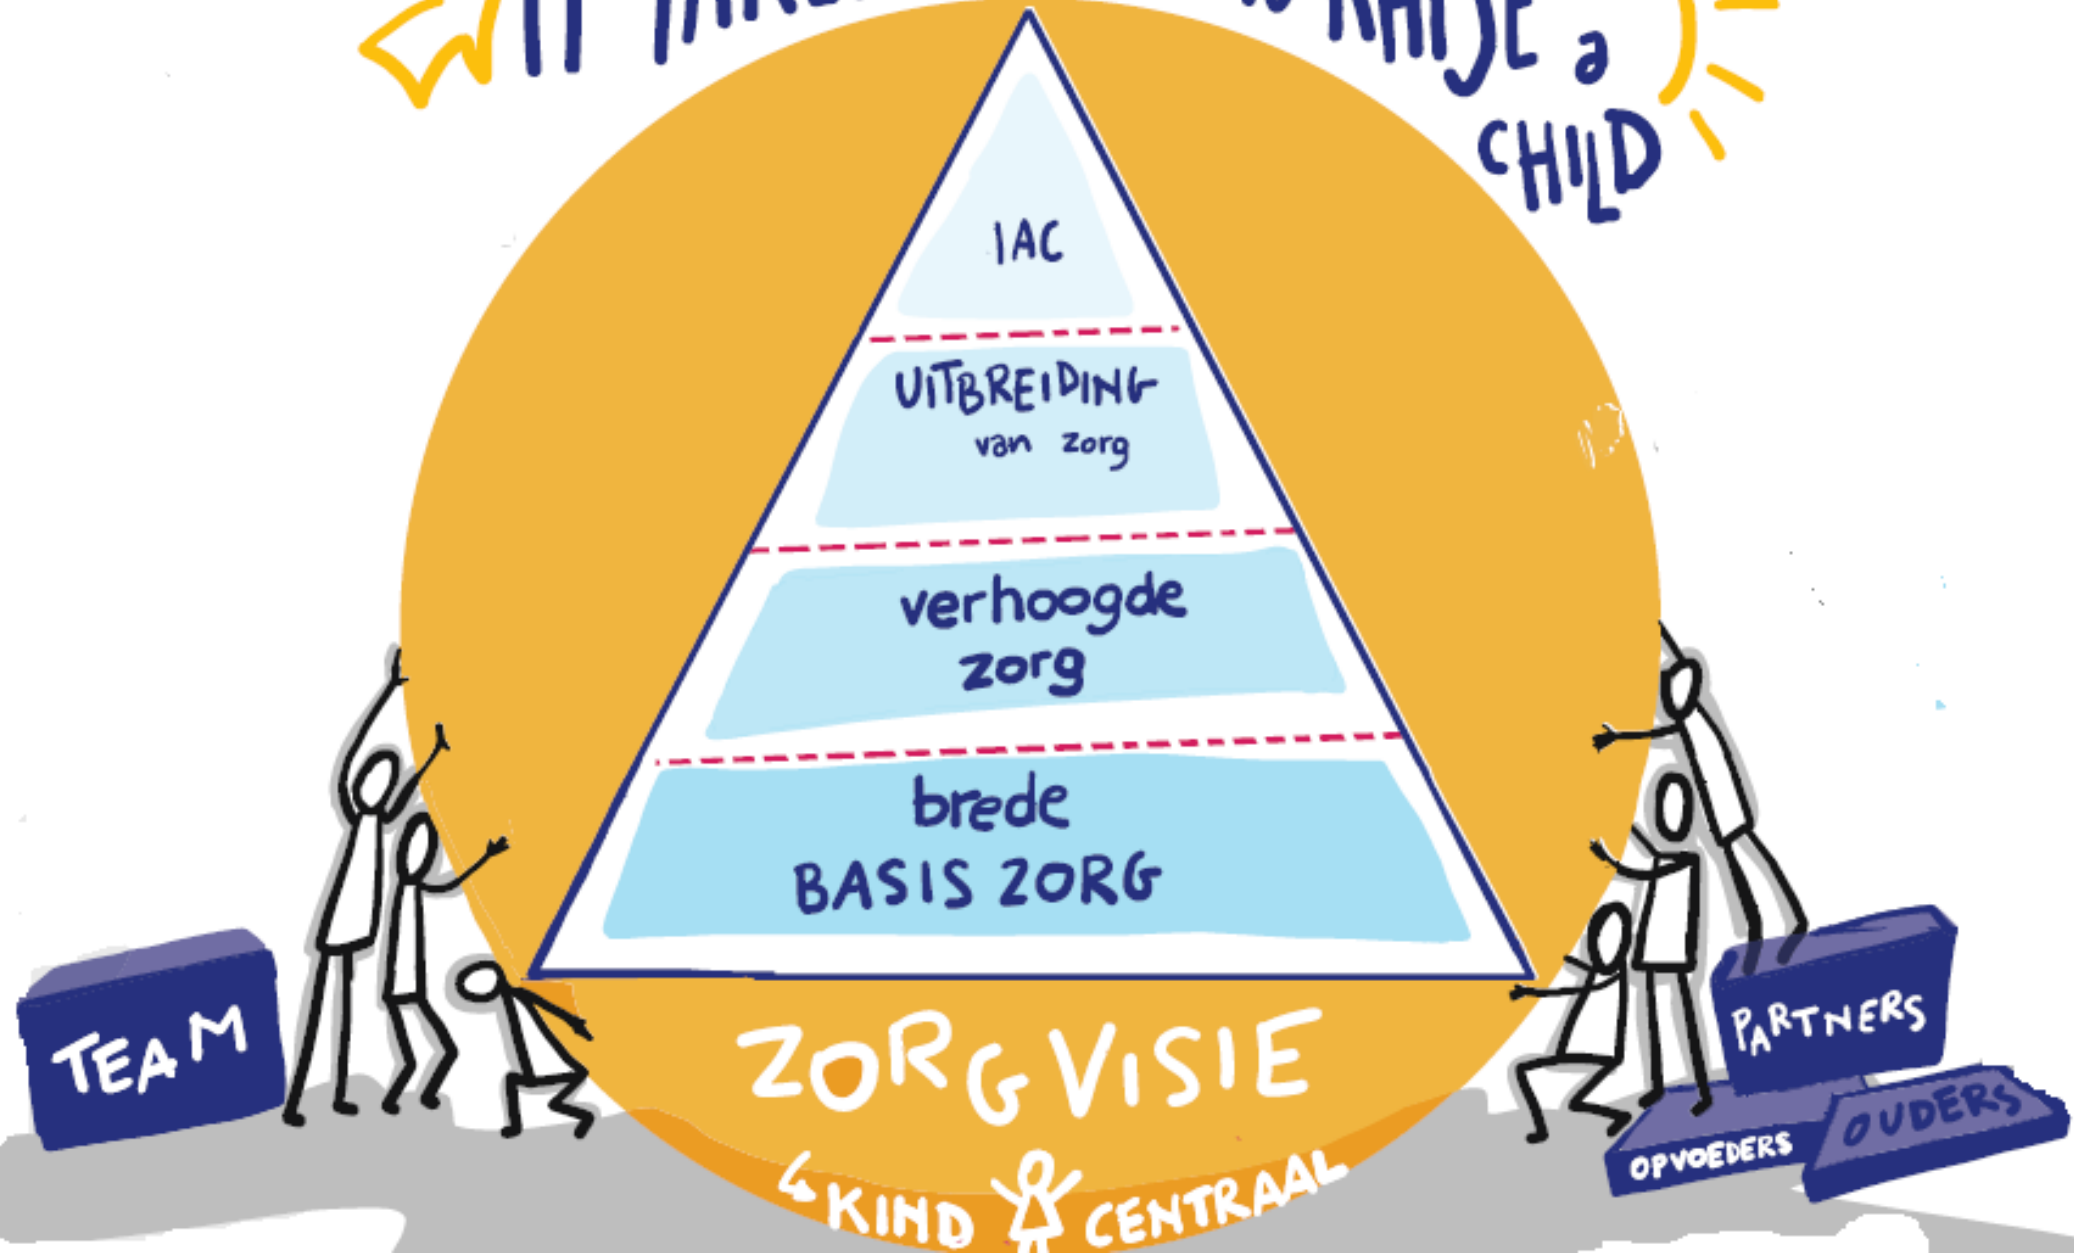 a
CHILD
IAC
UITBREIDING
van zorg
verhoogde
zorg
brede
BASIS ZORG
TEAM
PARTNERS
OPVOEDERS
OUDERS
ZORGVISIE
KIND CENTRAAL